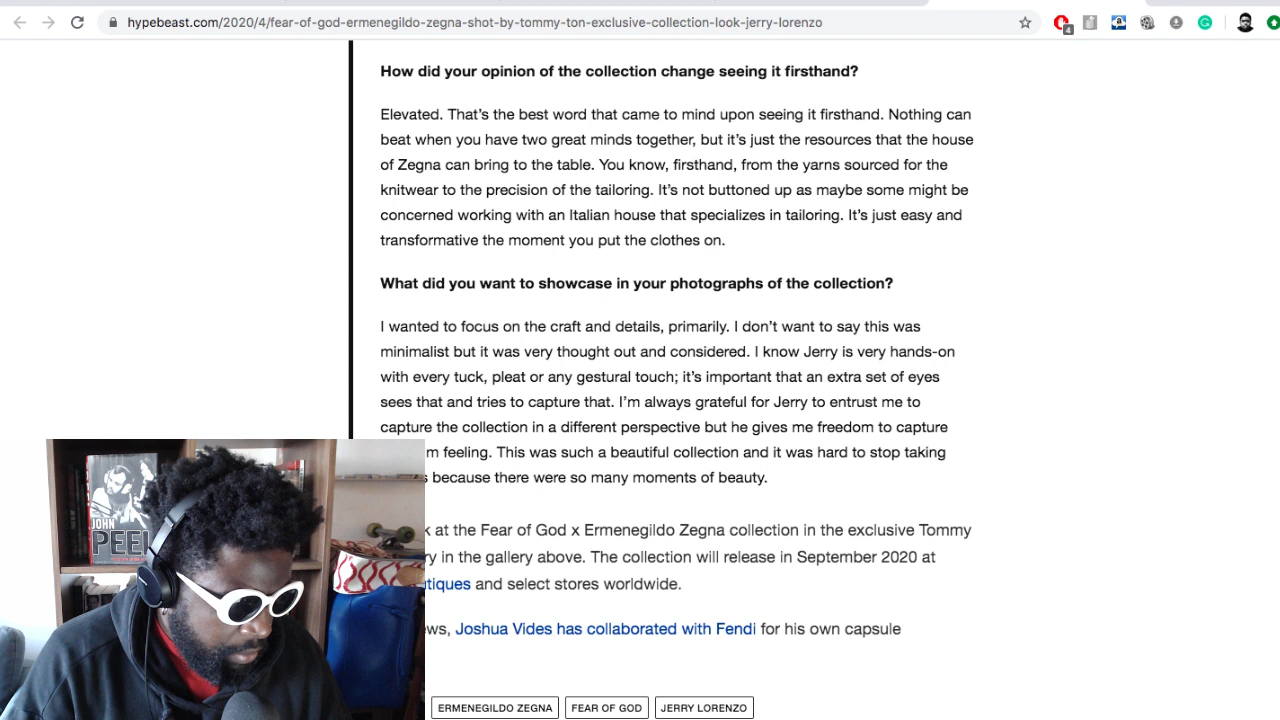 hypebeast.com/2020/4/fear-of-god-ermenegildo-zegna-shot-by-tommy-ton-exclusive-collection-look-jerry-lorenzo
4
How did your opinion of the collection change seeing it firsthand?
Elevated. That’s the best word that came to mind upon seeing it firsthand. Nothing can
beat when you have two great minds together, but it’s just the resources that the house
of Zegna can bring to the table. You know, firsthand, from the yarns sourced for the
knitwear to the precision of the tailoring. It’s not buttoned up as maybe some might be
concerned working with an Italian house that specializes in tailoring. It’s just easy and
transformative the moment you put the clothes on.
What did you want to showcase in your photographs of the collection?
I wanted to focus on the craft and details, primarily. I don’t want to say this was
minimalist but it was very thought out and considered. I know Jerry is very hands-on
with every tuck, pleat or any gestural touch; it’s important that an extra set of eyes
sees that and tries to capture that. I’m always grateful for Jerry to entrust me to
capture the collection in a different perspective but he gives me freedom to capture
m feeling. This was such a beautiful collection and it was hard to stop taking
s because there were so many moments of beauty.
k at the Fear of God x Ermenegildo Zegna collection in the exclusive Tommy
ry in the gallery above. The collection will release in September 2020 at
utiques and select stores worldwide.
ews, Joshua Vides has collaborated with Fendi for his own capsule
JOHN
PEEL
ERMENEGILDO ZEGNA
FEAR OF GOD
JERRY LORENZO